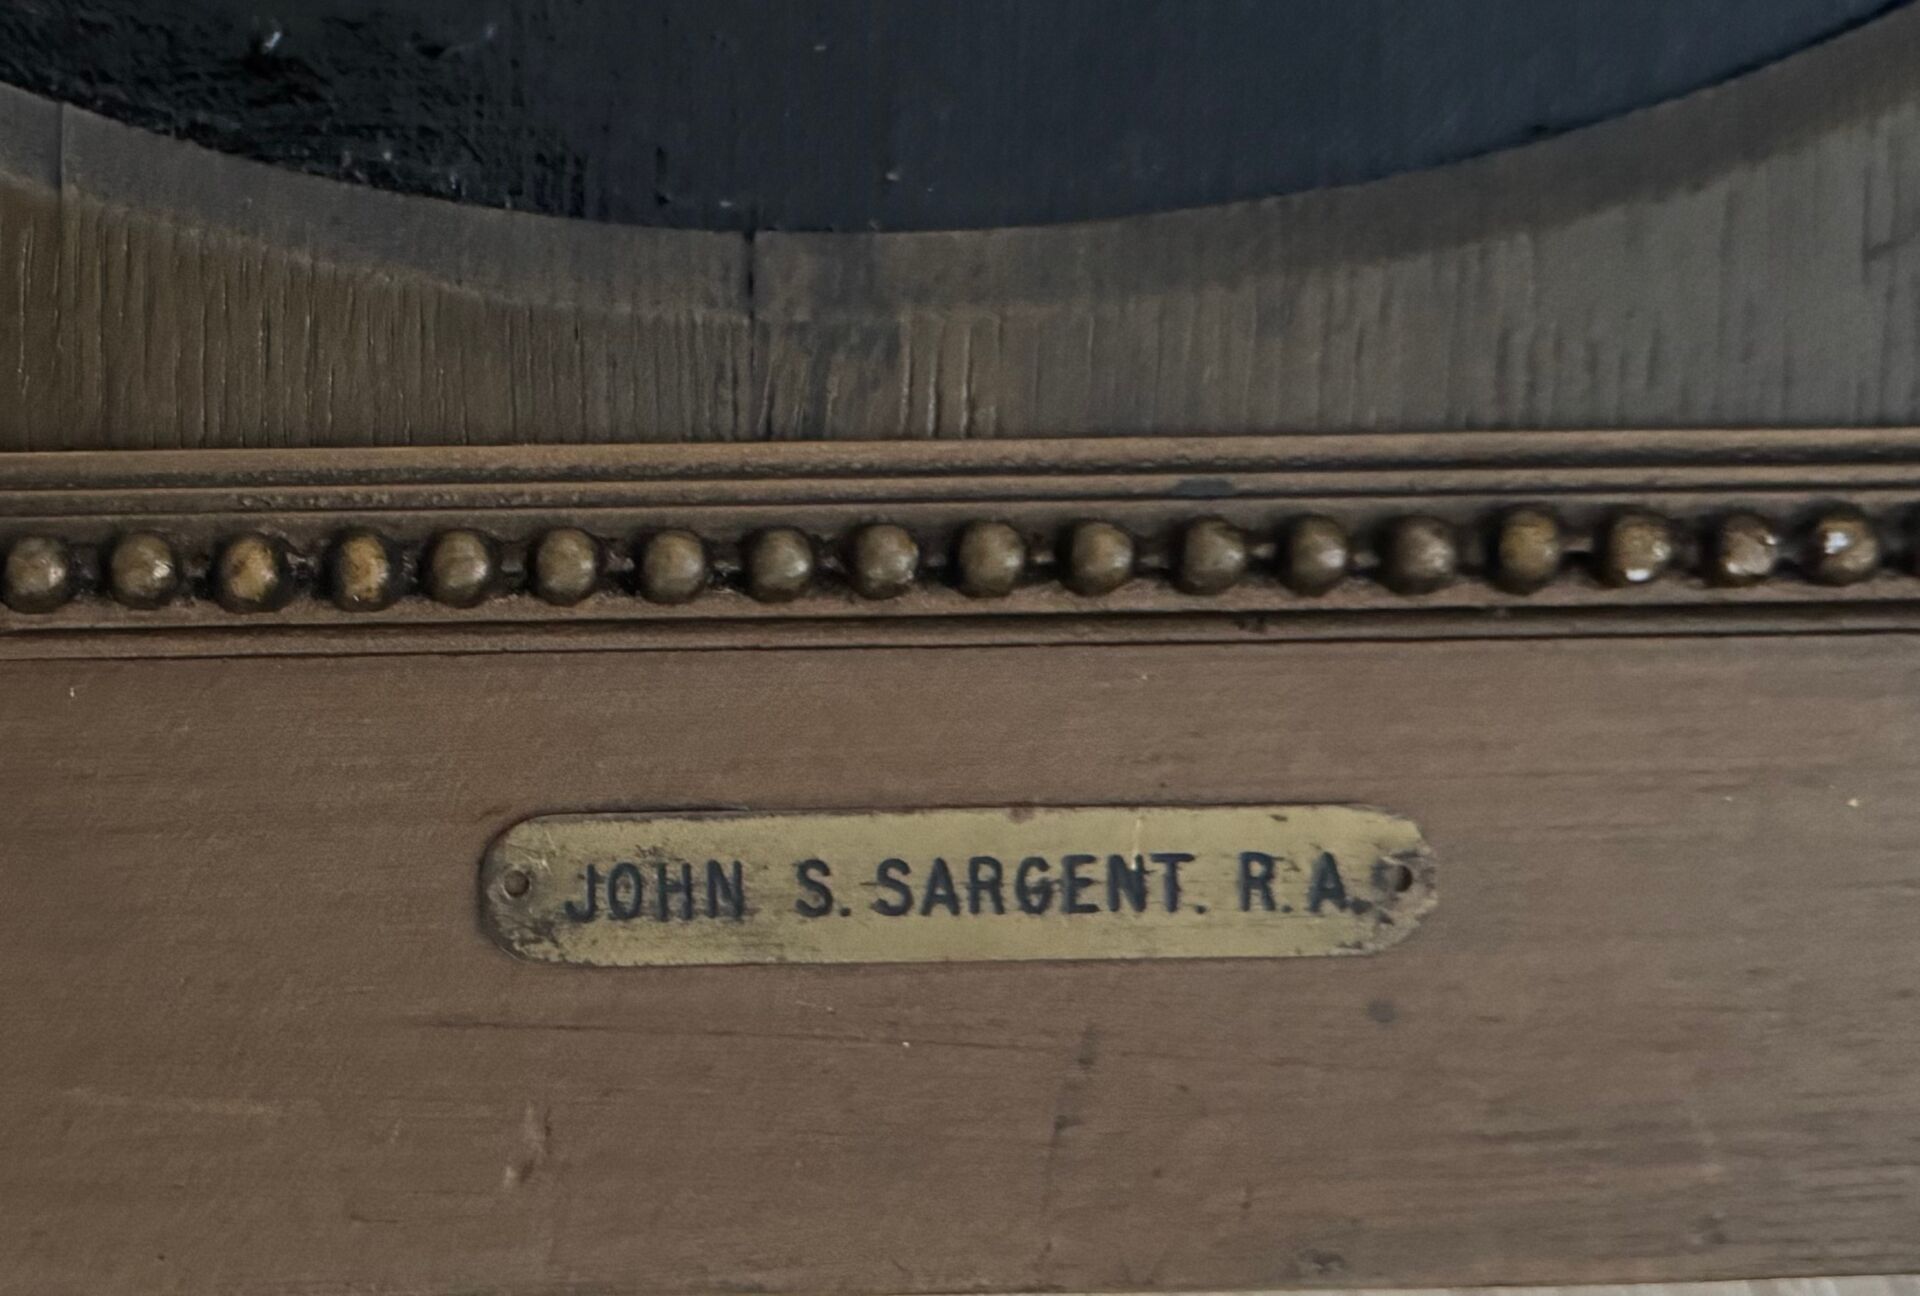 JOHN S. SARGENT. R. A.